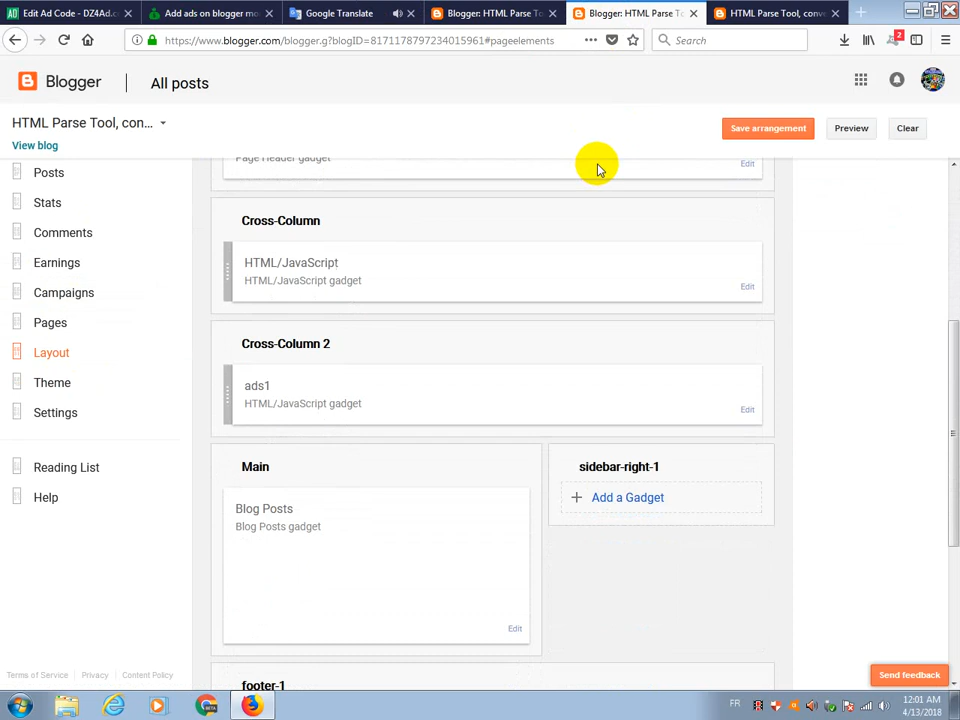 Edit Ad Code - DZ4Ad.c
Add ads on blogger mo
Google Translate
Blogger: HTML Parse To
Blogger: HTML Parse T
HTML Parse Tool, conve
https://www.blogger.com/blogger.g?blogID=8171178797234015961#pageelements
Search
2
Blogger
All posts
HTML Parse Tool, con...
View blog
Save arrangement
Preview
Clear
Posts
Stats
Comments
Earnings
Campaigns
Pages
Layout
Theme
Settings
Reading List
Help
Page Header gadget
Edit
Cross-Column
HTML/JavaScript
HTML/JavaScript gadget
Edit
Cross-Column 2
ads1
HTML/JavaScript gadget
Edit
Main
Blog Posts
Blog Posts gadget
Edit
sidebar-right-1
Add a Gadget
footer-1
Terms of Service
Privacy
Content Policy
Send feedback
BETA
FR
12:01 AM
4/13/2018